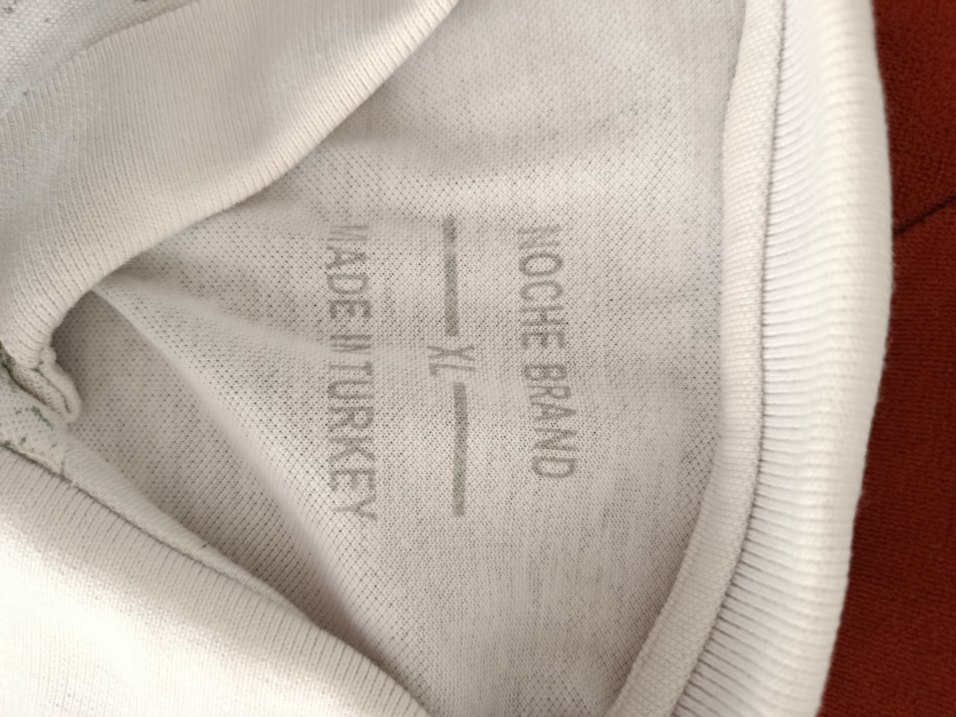 NOCHE BRAND
XL
MADE IN TURKEY